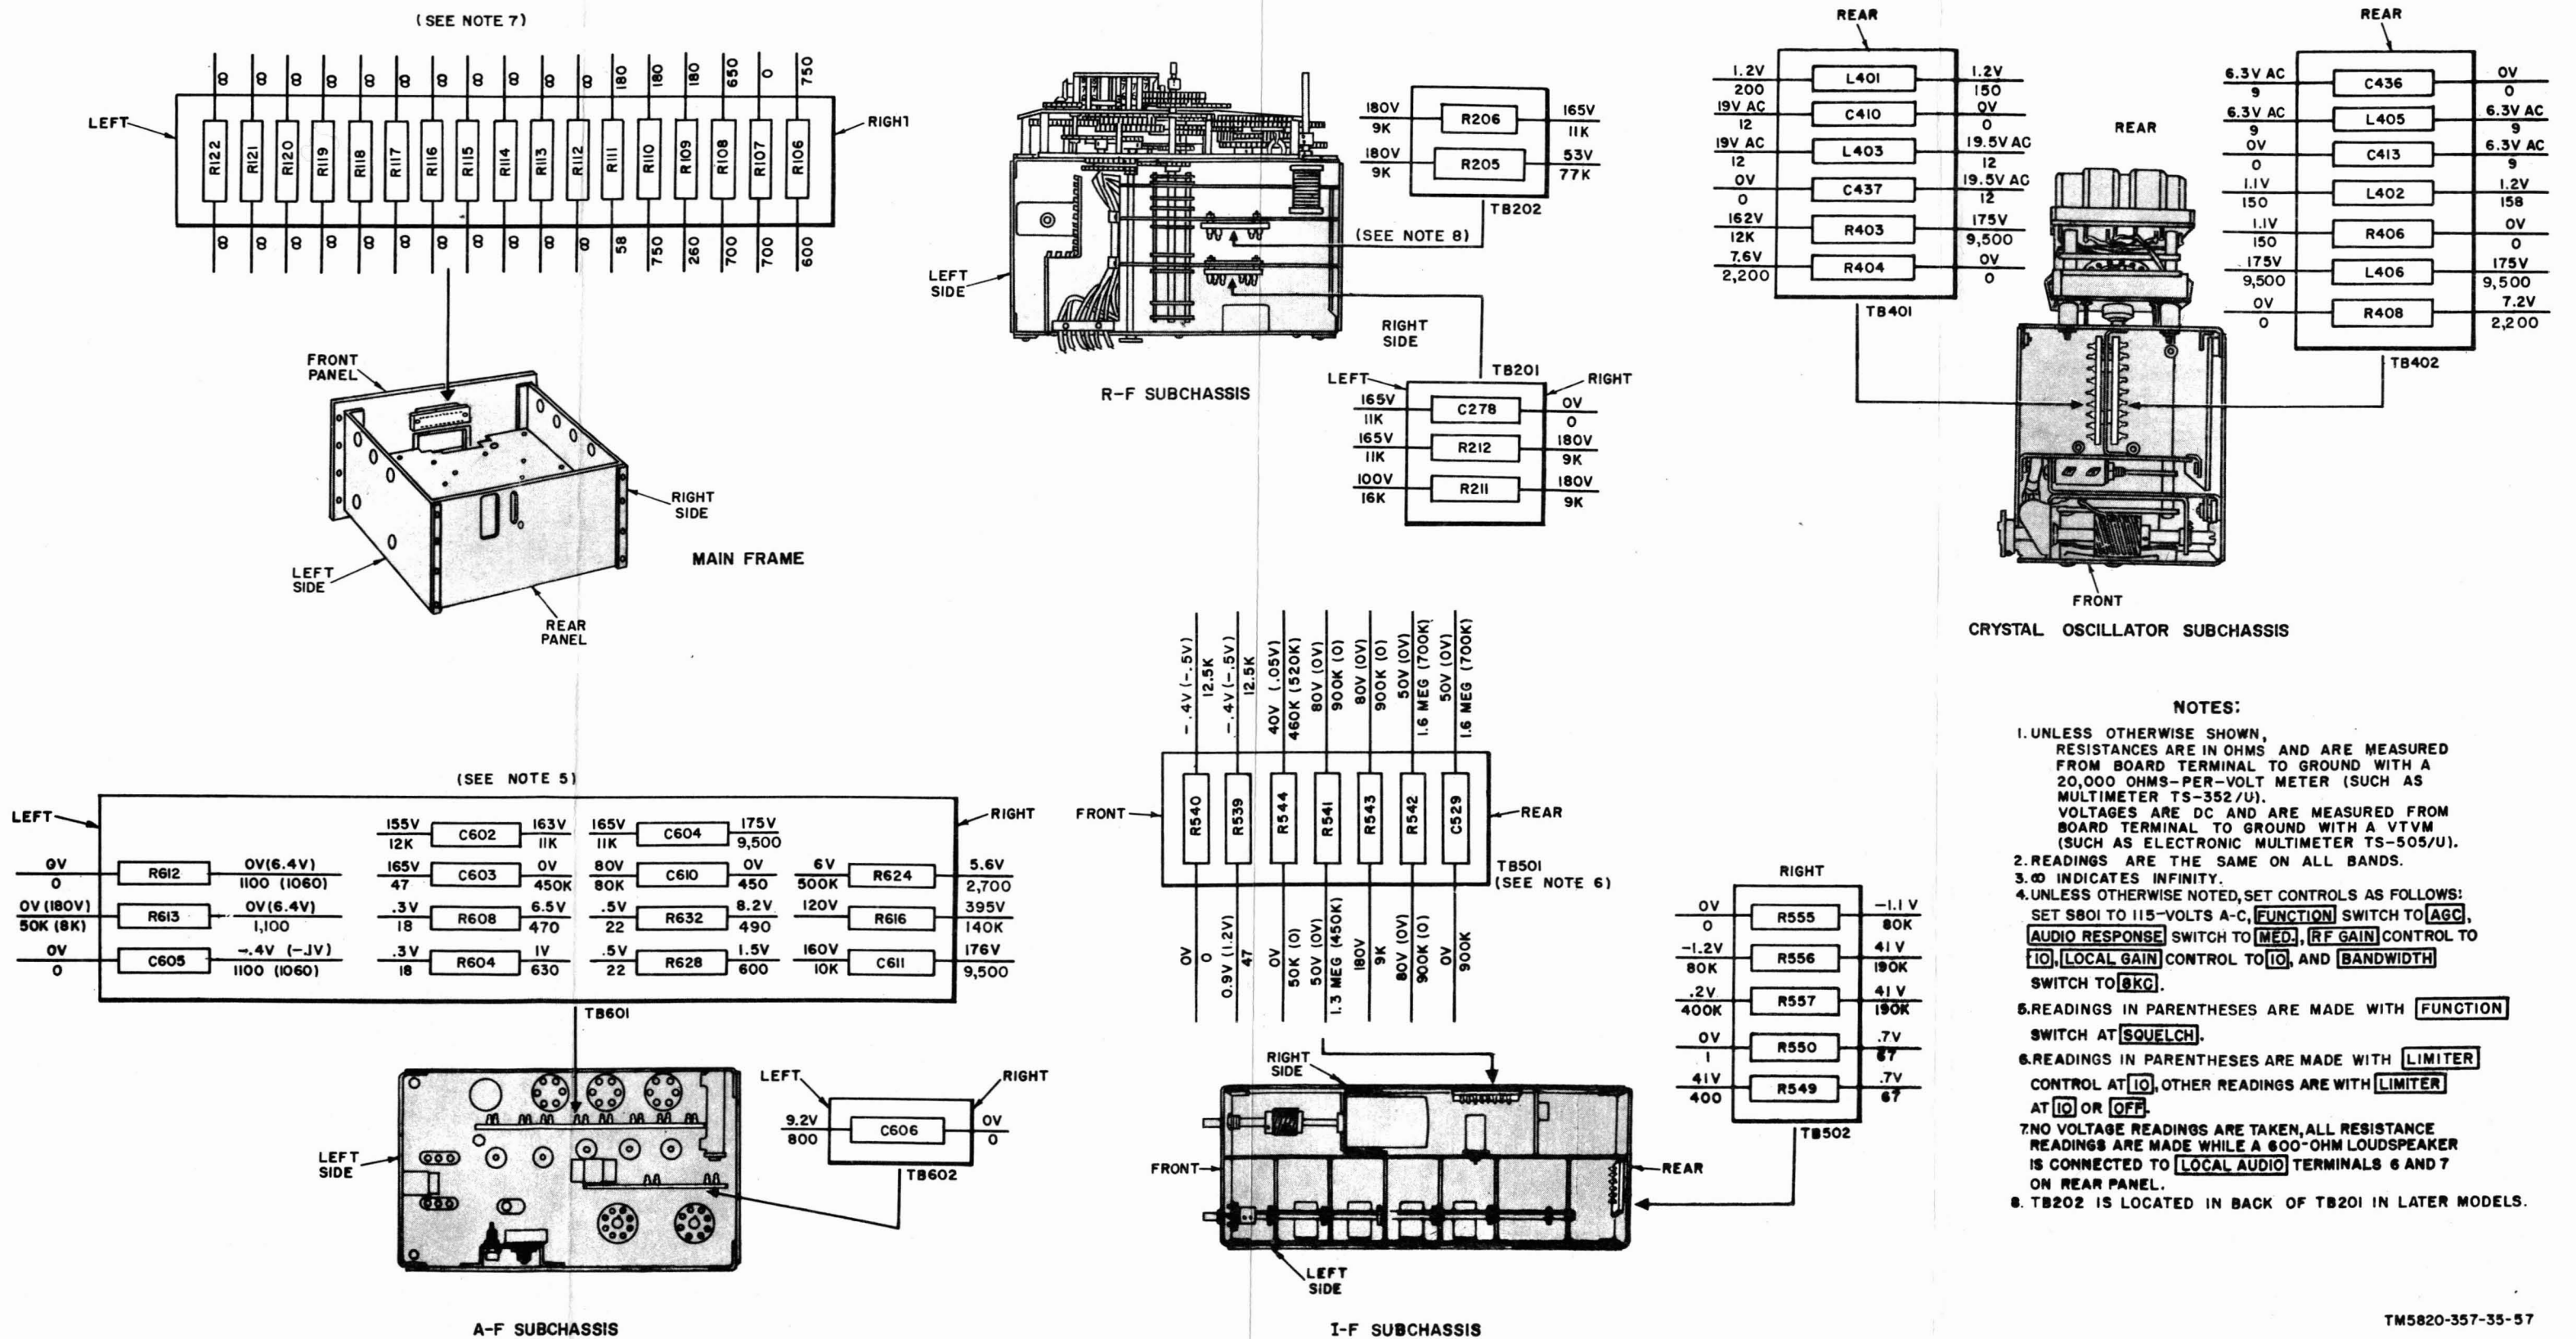 (SEE NOTE 7)
∞ ∞ ∞ ∞ ∞ ∞ ∞ ∞ ∞ ∞ ∞ 180 180 180 650 0 750
LEFT
RIGHT
R122 R121 R120 R119 R118 R117 R116 R115 R114 R113 R112 R111 R110 R109 R108 R107 R106
∞ ∞ ∞ ∞ ∞ ∞ ∞ ∞ ∞ ∞ ∞ 58 750 260 700 700 600
FRONT
PANEL
RIGHT
SIDE
LEFT
SIDE
REAR
PANEL
MAIN FRAME
180V R206 165V
9K 11K
180V R205 53V
9K 77K
TB202
(SEE NOTE 8)
LEFT
SIDE
RIGHT
SIDE
R-F SUBCHASSIS
TB201
LEFT
RIGHT
165V C278 0V
11K 0
165V R212 180V
11K 9K
100V R211 180V
16K 9K
REAR
1.2V L401 1.2V
200 150
19V AC C410 0V
12 0
19V AC L403 19.5V AC
12 12
0V C437 19.5V AC
0 12
162V R403 175V
12K 9,500
7.6V R404 0V
2,200 0
TB401
REAR
REAR
6.3V AC C436 0V
9 0
6.3V AC L405 6.3V AC
9 9
0V C413 6.3V AC
0 9
1.1V L402 1.2V
150 158
1.1V R406 0V
150 0
175V L406 175V
9,500 9,500
0V R408 7.2V
0 2,200
TB402
FRONT
CRYSTAL OSCILLATOR SUBCHASSIS
(SEE NOTE 5)
LEFT
RIGHT
155V C602 163V 165V C604 175V
12K 11K 11K 9,500
0V R612 0V(6.4V) 165V C603 0V 80V C610 0V 6V R624 5.6V
0 1100 (1060) 47 450K 80K 450 500K 2,700
0V (180V) R613 0V(6.4V) .3V R608 6.5V .5V R632 8.2V 120V R616 395V
50K (8K) 1,100 18 470 22 490 140K
0V C605 -.4V (-.1V) .3V R604 1V .5V R628 1.5V 160V C611 176V
0 1100 (1060) 18 630 22 600 10K 9,500
TB601
LEFT
SIDE
LEFT
RIGHT
9.2V C606 0V
800 0
TB602
A-F SUBCHASSIS
-.4V (-.5V) 12.5K
-.4V (-.5V) 12.5K
40V (.05V) 460K (520K)
80V (0V) 900K (0)
80V (0V) 900K (0)
50V (0V) 1.6 MEG (700K)
50V (0V) 1.6 MEG (700K)
FRONT
REAR
R540 R539 R544 R541 R543 R542 C529
TB501
(SEE NOTE 6)
0V 0
0.9V (1.2V) 47
0V 50K (0)
50V (0V) 1.3 MEG (450K)
180V 9K
80V (0V) 900K (0)
0V 900K
RIGHT
SIDE
FRONT
REAR
LEFT
SIDE
I-F SUBCHASSIS
RIGHT
0V R555 -1.1 V
0 80K
-1.2V R556 41 V
80K 190K
.2V R557 41 V
400K 190K
0V R550 .7V
1 67
41V R549 .7V
400 67
TB502
NOTES:
1. UNLESS OTHERWISE SHOWN,
RESISTANCES ARE IN OHMS AND ARE MEASURED
FROM BOARD TERMINAL TO GROUND WITH A
20,000 OHMS-PER-VOLT METER (SUCH AS
MULTIMETER TS-352/U).
VOLTAGES ARE DC AND ARE MEASURED FROM
BOARD TERMINAL TO GROUND WITH A VTVM
(SUCH AS ELECTRONIC MULTIMETER TS-505/U).
2. READINGS ARE THE SAME ON ALL BANDS.
3. ∞ INDICATES INFINITY.
4. UNLESS OTHERWISE NOTED, SET CONTROLS AS FOLLOWS:
SET S801 TO 115-VOLTS A-C, FUNCTION SWITCH TO AGC,
AUDIO RESPONSE SWITCH TO MED., RF GAIN CONTROL TO
10, LOCAL GAIN CONTROL TO 10, AND BANDWIDTH
SWITCH TO 8KC.
5. READINGS IN PARENTHESES ARE MADE WITH FUNCTION
SWITCH AT SQUELCH.
6. READINGS IN PARENTHESES ARE MADE WITH LIMITER
CONTROL AT 10, OTHER READINGS ARE WITH LIMITER
AT 10 OR OFF.
7. NO VOLTAGE READINGS ARE TAKEN, ALL RESISTANCE
READINGS ARE MADE WHILE A 600-OHM LOUDSPEAKER
IS CONNECTED TO LOCAL AUDIO TERMINALS 6 AND 7
ON REAR PANEL.
8. TB202 IS LOCATED IN BACK OF TB201 IN LATER MODELS.
TM5820-357-35-57